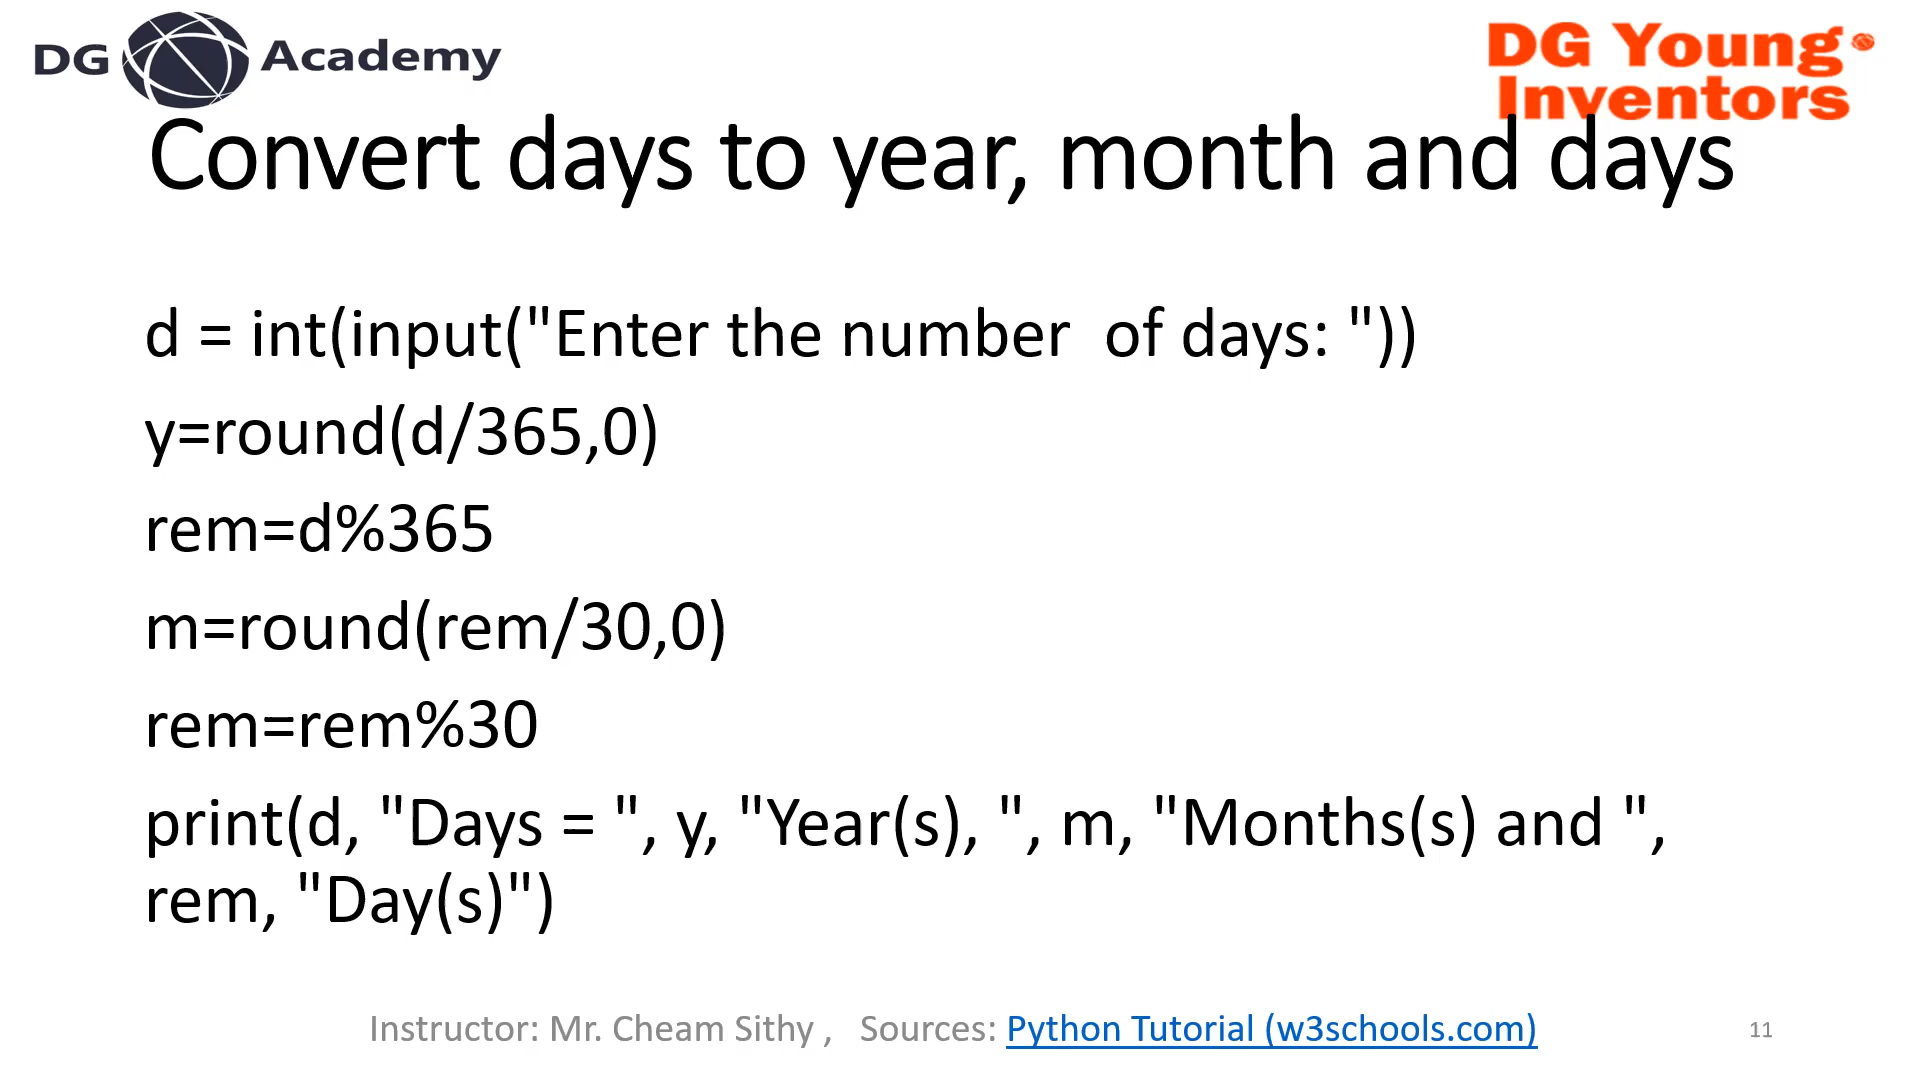 DG Academy
DG Young
Inventors
Convert days to year, month and days
d = int(input("Enter the number  of days: "))
y=round(d/365,0)
rem=d%365
m=round(rem/30,0)
rem=rem%30
print(d, "Days = ", y, "Year(s), ", m, "Months(s) and ",
rem, "Day(s)")
Instructor: Mr. Cheam Sithy ,   Sources: Python Tutorial (w3schools.com)
11